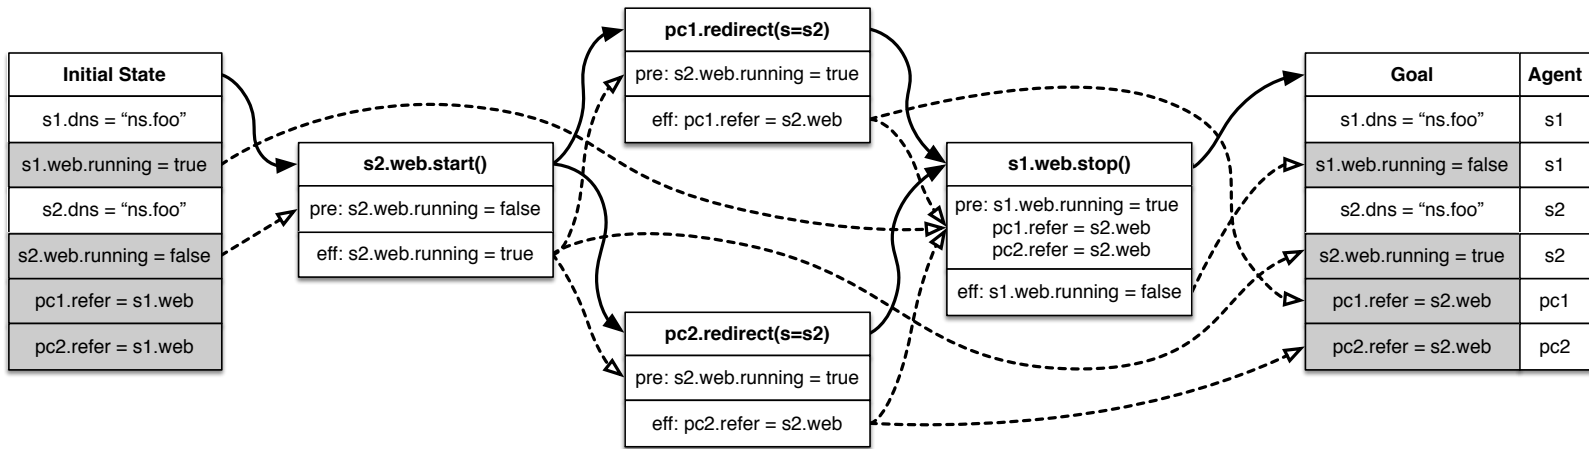 Initial State
s1.dns = “ns.foo”
s1.web.running = true
s2.dns = “ns.foo”
s2.web.running = false
pc1.refer = s1.web
pc2.refer = s1.web
s2.web.start()
pre: s2.web.running = false
eff: s2.web.running = true
pc1.redirect(s=s2)
pre: s2.web.running = true
eff: pc1.refer = s2.web
pc2.redirect(s=s2)
pre: s2.web.running = true
eff: pc2.refer = s2.web
s1.web.stop()
pre: s1.web.running = true
pc1.refer = s2.web
pc2.refer = s2.web
eff: s1.web.running = false
Goal Agent
s1.dns = “ns.foo” s1
s1.web.running = false s1
s2.dns = “ns.foo” s2
s2.web.running = true s2
pc1.refer = s2.web pc1
pc2.refer = s2.web pc2